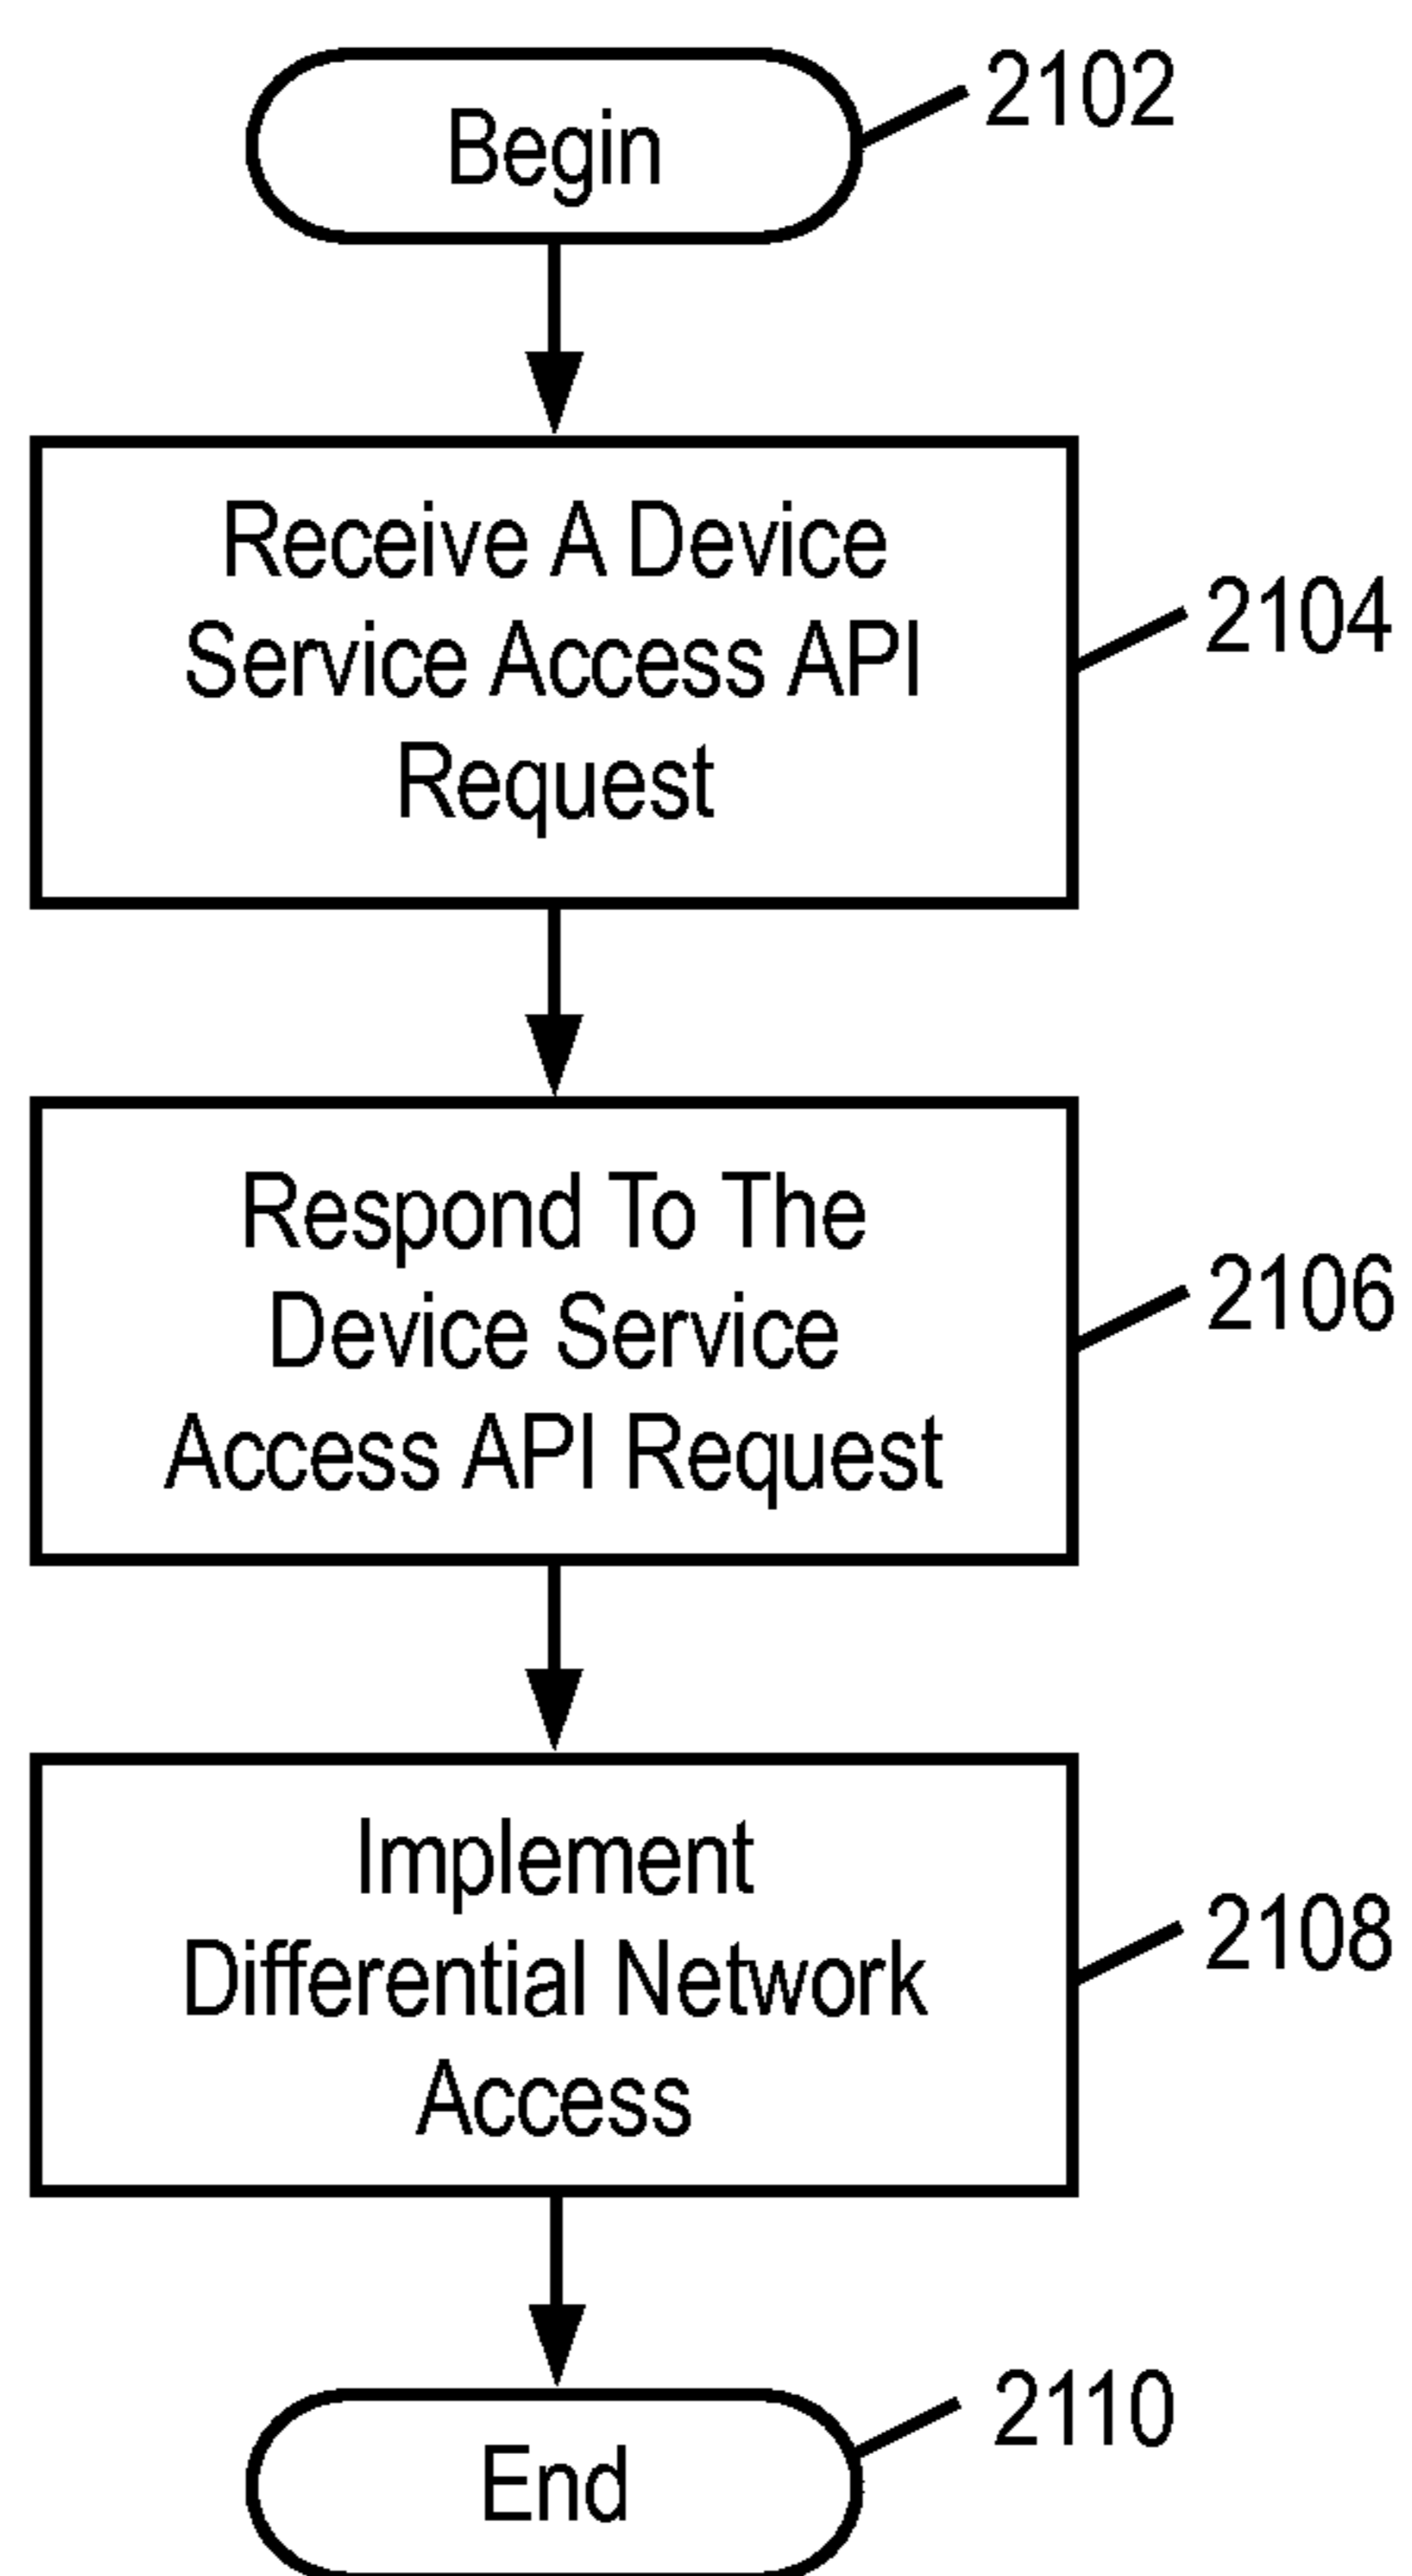 Begin
2102
Receive A Device
Service Access API
Request
2104
Respond To The
Device Service
Access API Request
2106
Implement
Differential Network
Access
2108
End
2110